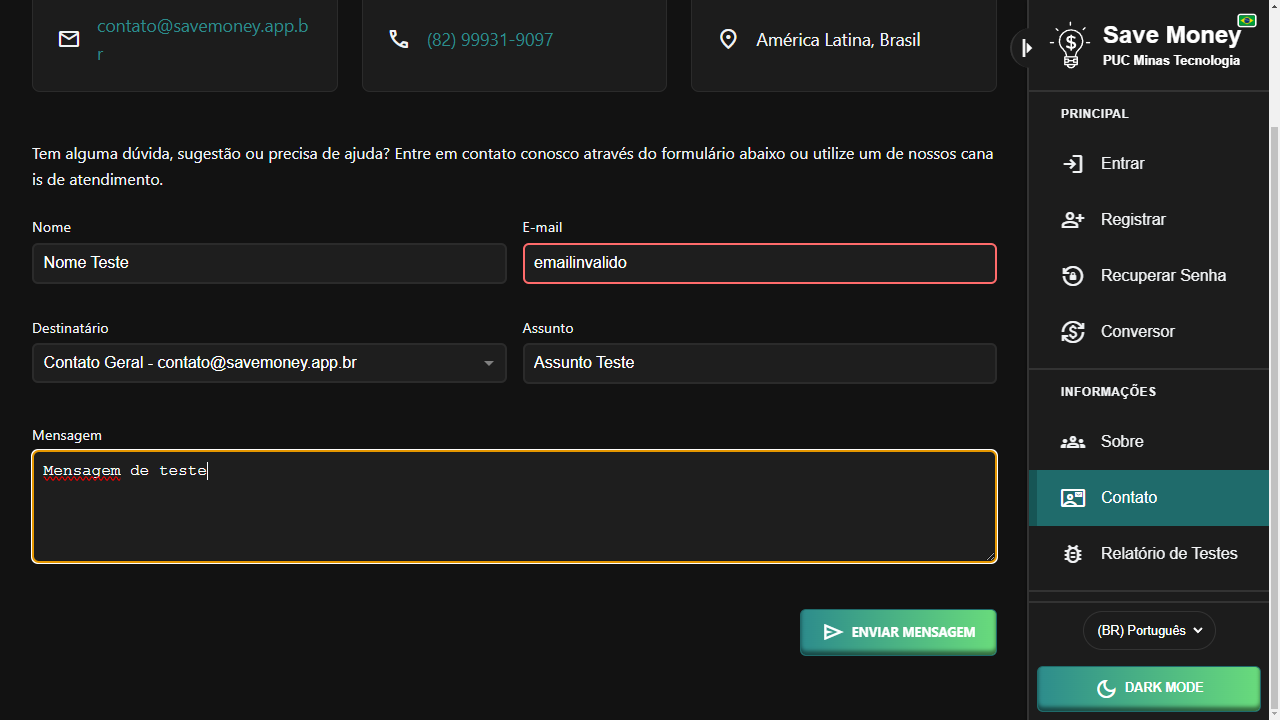 contato@savemoney.app.b
r
(82) 99931-9097
América Latina, Brasil
Tem alguma dúvida, sugestão ou precisa de ajuda? Entre em contato conosco através do formulário abaixo ou utilize um de nossos cana
is de atendimento.
Nome
E-mail
Nome Teste
emailinvalido
Destinatário
Assunto
Contato Geral - contato@savemoney.app.br
Assunto Teste
Mensagem
Mensagem de teste
ENVIAR MENSAGEM
$
Save Money
PUC Minas Tecnologia
PRINCIPAL
Entrar
Registrar
Recuperar Senha
Conversor
INFORMAÇÕES
Sobre
Contato
Relatório de Testes
(BR) Português
DARK MODE